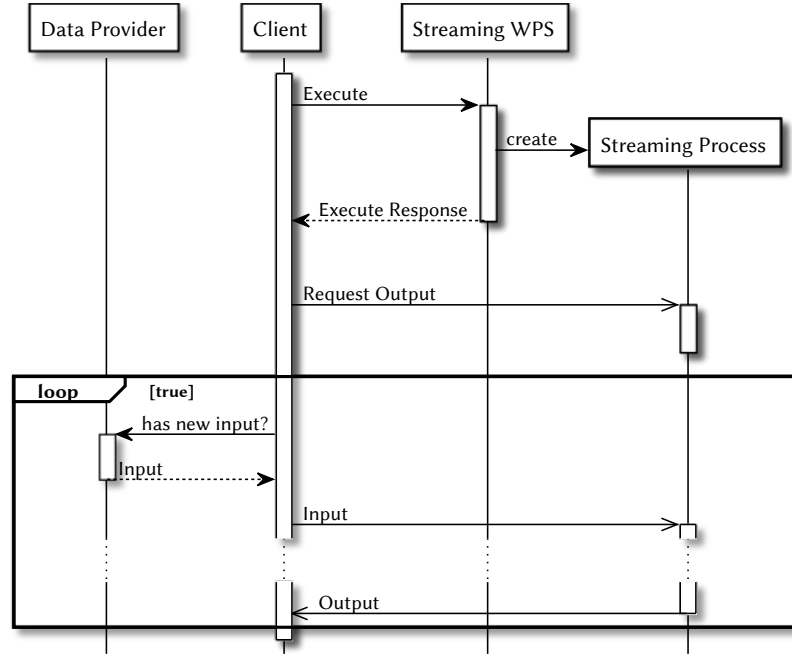 Data Provider
Client
Streaming WPS
Execute
create
Streaming Process
Execute Response
Request Output
loop
[true]
has new input?
Input
Input
Output